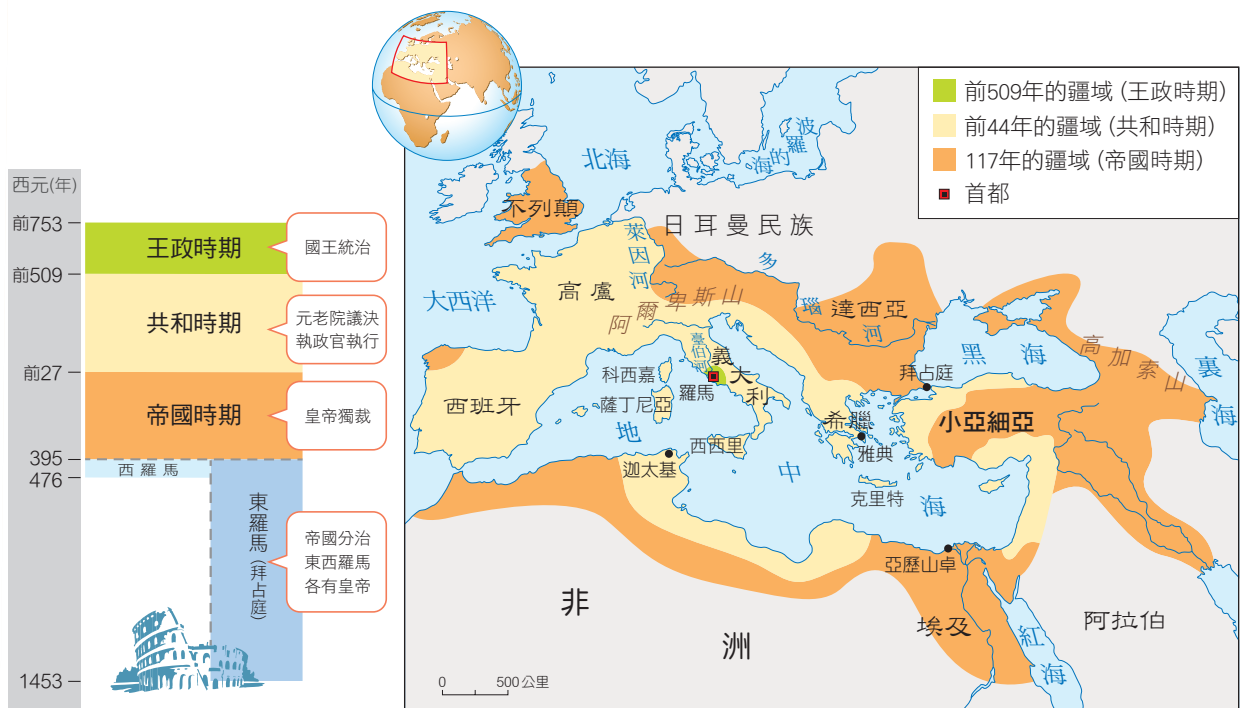 西元(年)
前753
王政時期
國王統治
前509
共和時期
元老院議決
執政官執行
前27
帝國時期
皇帝獨裁
395
西羅馬
476
東羅馬(拜占庭)
帝國分治
東西羅馬
各有皇帝
1453
前509年的疆域(王政時期)
前44年的疆域(共和時期)
117年的疆域(帝國時期)
首都
北海
波羅的海
不列顛
日耳曼民族
萊因河
多瑙河
大西洋
高盧
阿爾卑斯山
達西亞
黑海
高加索山
裏海
臺伯河
義大利
羅馬
科西嘉
薩丁尼亞
西班牙
拜占庭
希臘
小亞細亞
雅典
西西里
迦太基
地中海
克里特
亞歷山卓
埃及
紅海
阿拉伯
非洲
0 500公里